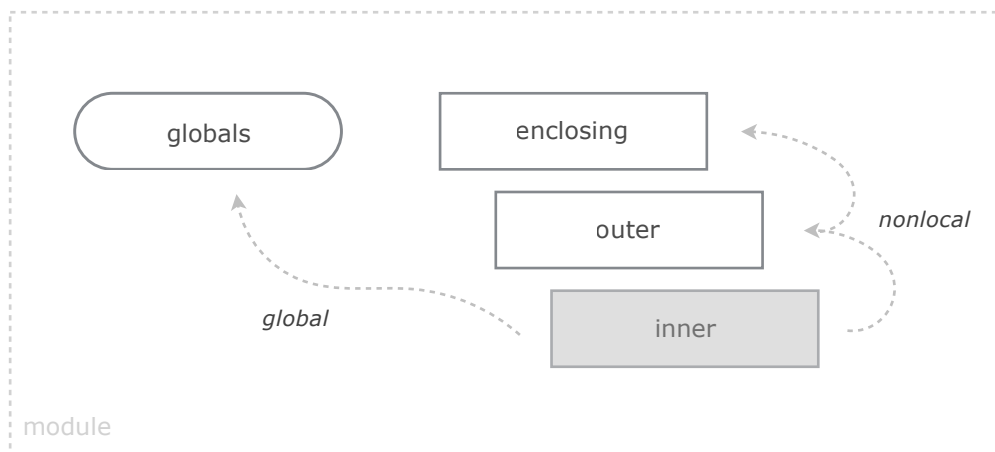 globals
enclosing
outer
nonlocal
global
inner
module